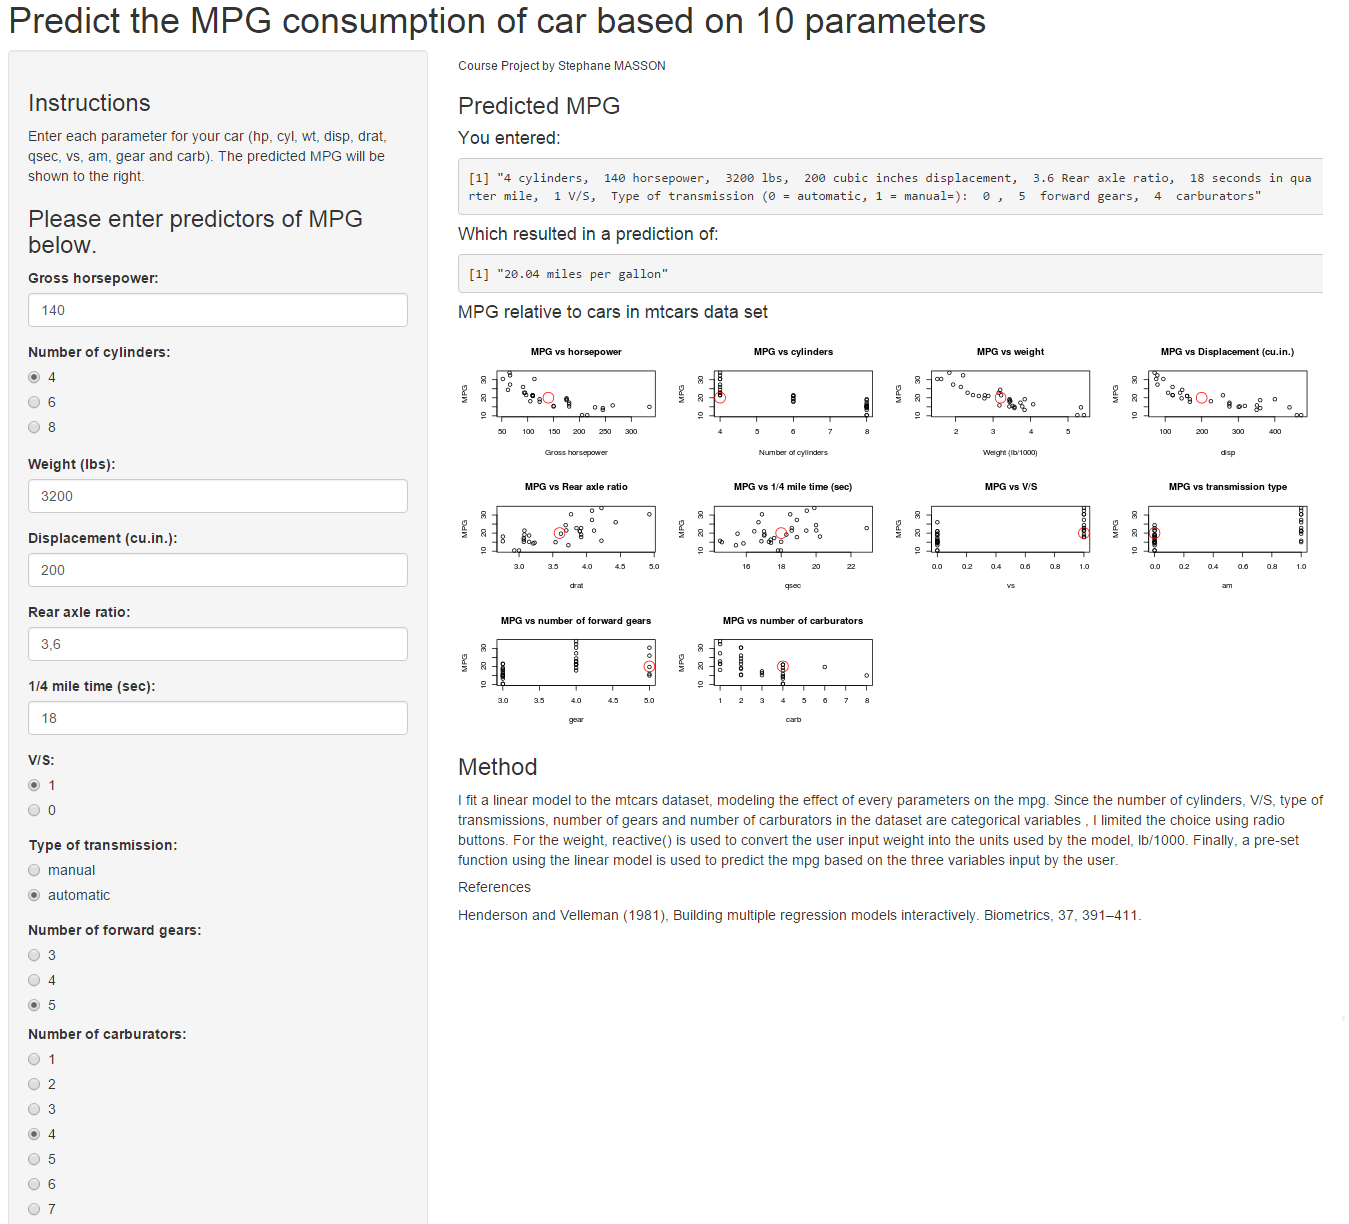 Predict the MPG consumption of car based on 10 parameters
Instructions
Enter each parameter for your car (hp, cyl, wt, disp, drat,
qsec, vs, am, gear and carb). The predicted MPG will be
shown to the right.
Please enter predictors of MPG
below.
Gross horsepower:
140
Number of cylinders:
4
6
8
Weight (lbs):
3200
Displacement (cu.in.):
200
Rear axle ratio:
3,6
1/4 mile time (sec):
18
V/S:
1
0
Type of transmission:
manual
automatic
Number of forward gears:
3
4
5
Number of carburators:
1
2
3
4
5
6
7
Course Project by Stephane MASSON
Predicted MPG
You entered:
[1] "4 cylinders,  140 horsepower,  3200 lbs,  200 cubic inches displacement,  3.6 Rear axle ratio,  18 seconds in qua
rter mile,  1 V/S,  Type of transmission (0 = automatic, 1 = manual=):  0 ,  5  forward gears,  4  carburators"
Which resulted in a prediction of:
[1] "20.04 miles per gallon"
MPG relative to cars in mtcars data set
MPG vs horsepower
MPG
10 20 30
50 100 150 200 250 300
Gross horsepower
MPG vs cylinders
MPG
10 20 30
4 5 6 7 8
Number of cylinders
MPG vs weight
MPG
10 20 30
2 3 4 5
Weight (lb/1000)
MPG vs Displacement (cu.in.)
MPG
10 20 30
100 200 300 400
disp
MPG vs Rear axle ratio
MPG
10 20 30
3.0 3.5 4.0 4.5 5.0
drat
MPG vs 1/4 mile time (sec)
MPG
10 20 30
16 18 20 22
qsec
MPG vs V/S
MPG
10 20 30
0.0 0.2 0.4 0.6 0.8 1.0
vs
MPG vs transmission type
MPG
10 20 30
0.0 0.2 0.4 0.6 0.8 1.0
am
MPG vs number of forward gears
MPG
10 20 30
3.0 3.5 4.0 4.5 5.0
gear
MPG vs number of carburators
MPG
10 20 30
1 2 3 4 5 6 7 8
carb
Method
I fit a linear model to the mtcars dataset, modeling the effect of every parameters on the mpg. Since the number of cylinders, V/S, type of
transmissions, number of gears and number of carburators in the dataset are categorical variables , I limited the choice using radio
buttons. For the weight, reactive() is used to convert the user input weight into the units used by the model, lb/1000. Finally, a pre-set
function using the linear model is used to predict the mpg based on the three variables input by the user.
References
Henderson and Velleman (1981), Building multiple regression models interactively. Biometrics, 37, 391–411.